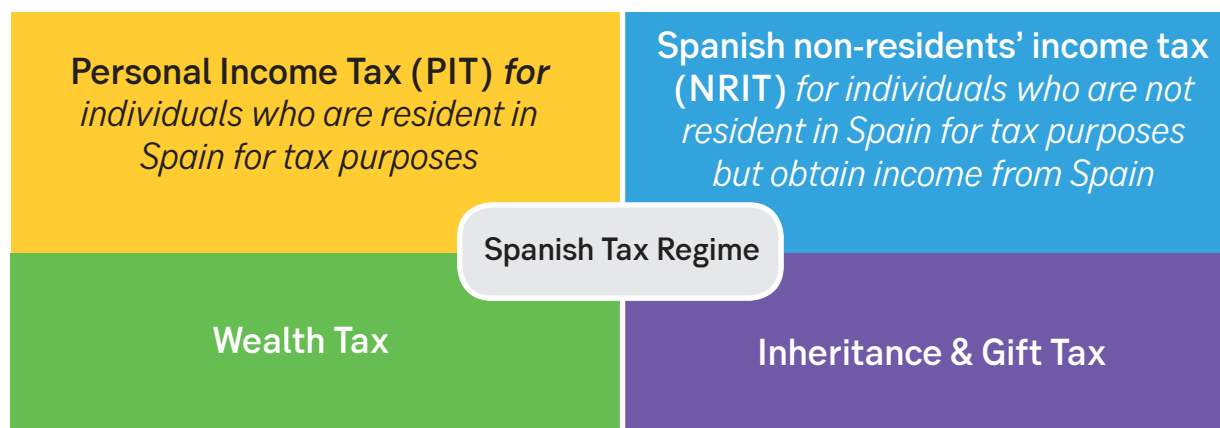 Personal Income Tax (PIT) for
individuals who are resident in
Spain for tax purposes
Spanish non-residents’ income tax
(NRIT) for individuals who are not
resident in Spain for tax purposes
but obtain income from Spain
Spanish Tax Regime
Wealth Tax
Inheritance & Gift Tax